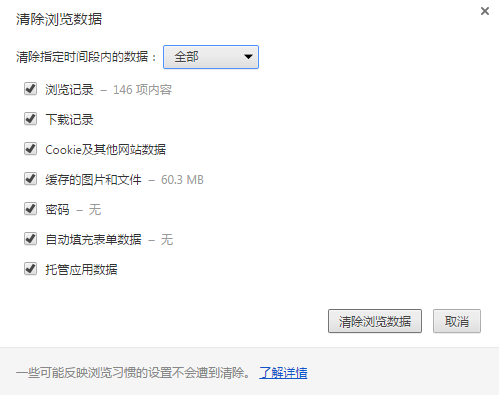 清除浏览数据
清除指定时间段内的数据： 全部
浏览记录 – 146 项内容
下载记录
Cookie及其他网站数据
缓存的图片和文件 – 60.3 MB
密码 – 无
自动填充表单数据 – 无
托管应用数据
清除浏览数据 取消
一些可能反映浏览习惯的设置不会遭到清除。 了解详情